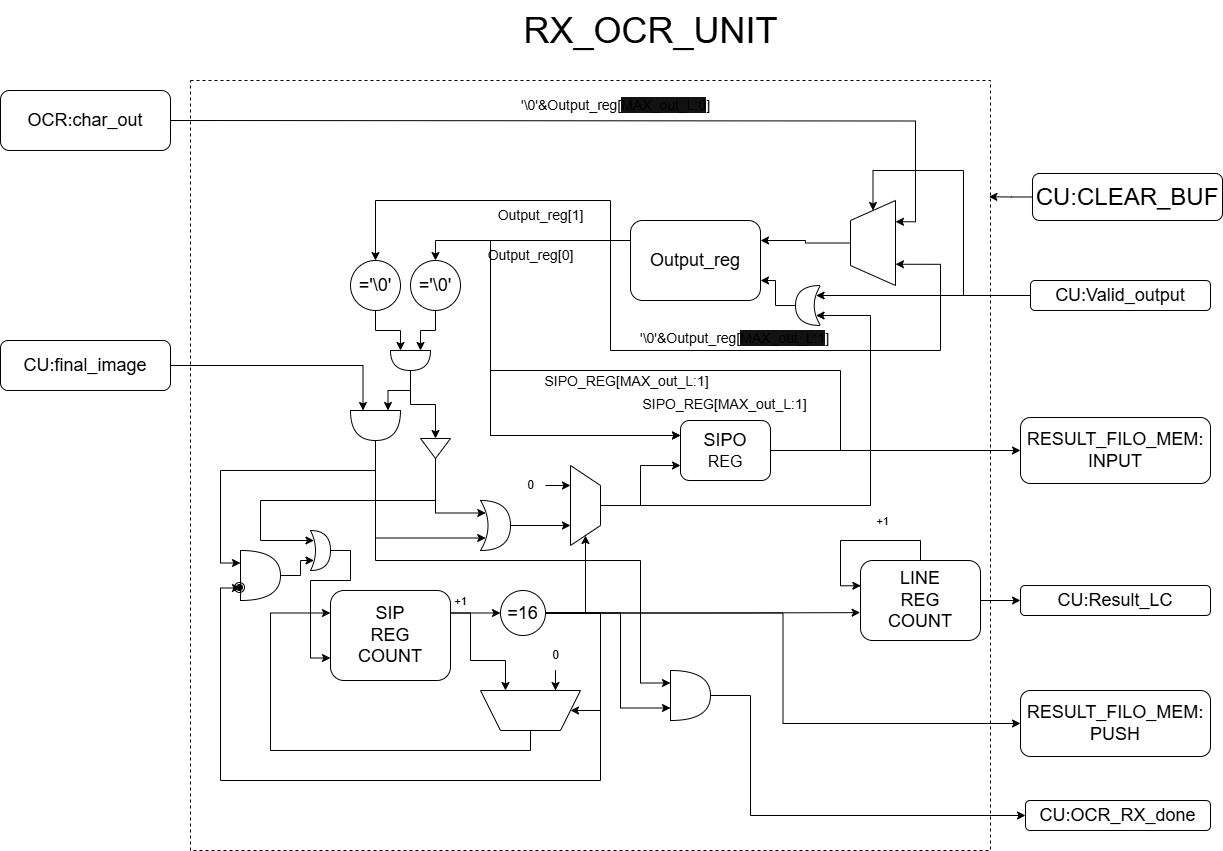 RX_OCR_UNIT
OCR:char_out
'\0'&Output_reg[MAX_out_L:0]
CU:CLEAR_BUF
Output_reg[1]
Output_reg[0]
Output_reg
='\0'
='\0'
CU:Valid_output
'\0'&Output_reg[MAX_out_L:1]
CU:final_image
SIPO_REG[MAX_out_L:1]
SIPO_REG[MAX_out_L:1]
SIPO
REG
RESULT_FILO_MEM:
INPUT
0
+1
LINE
REG
COUNT
CU:Result_LC
SIP
REG
COUNT
+1
=16
0
RESULT_FILO_MEM:
PUSH
CU:OCR_RX_done